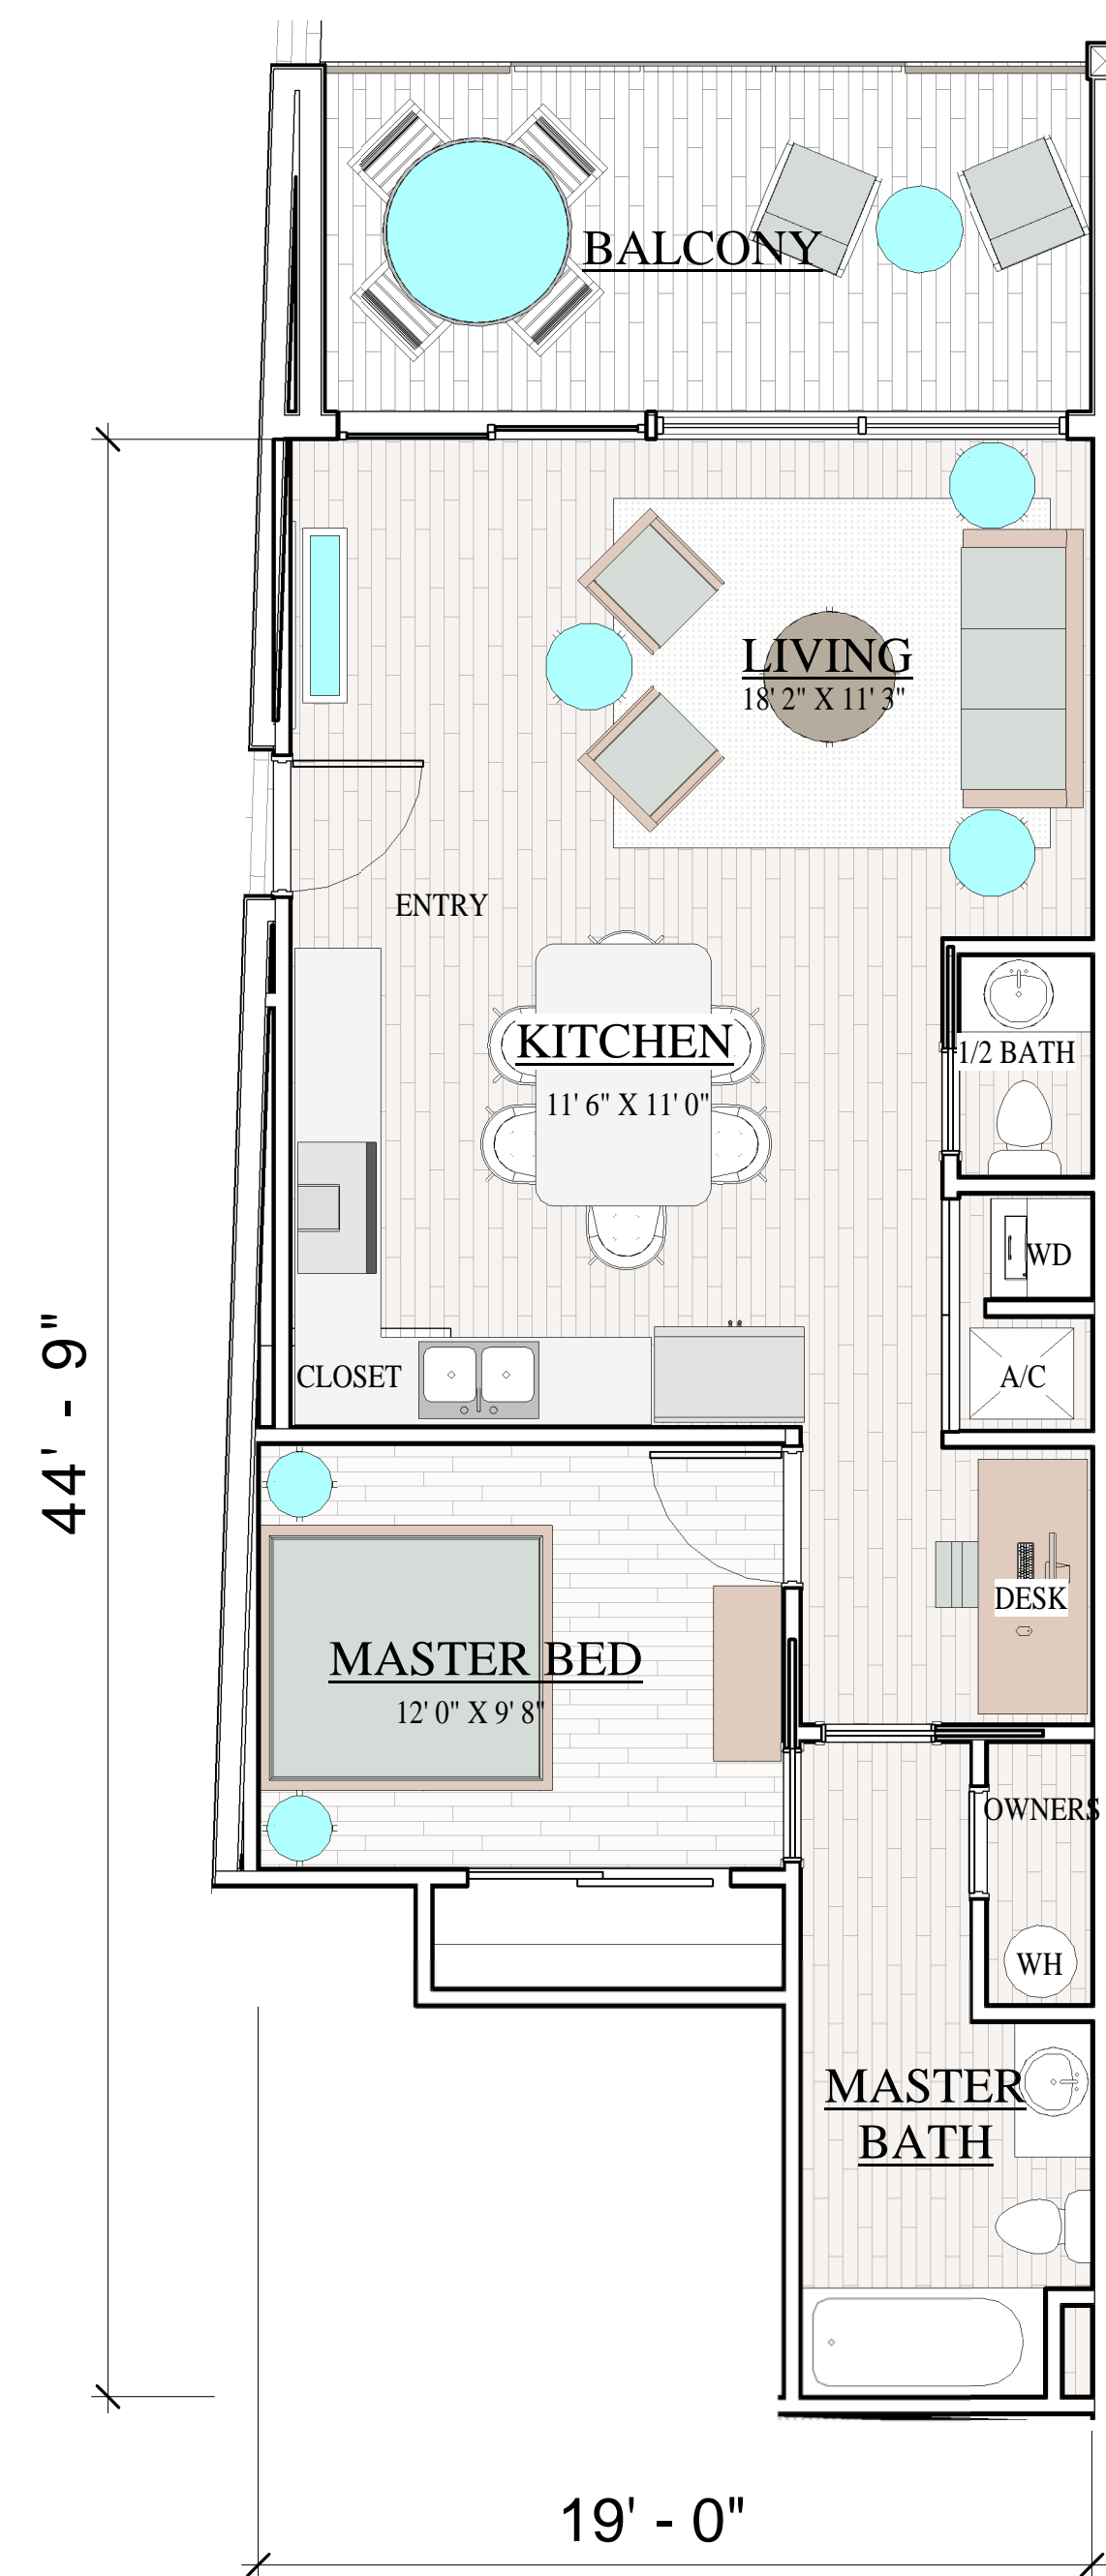 BALCONY
LIVING
18' 2" X 11' 3"
ENTRY
KITCHEN
11' 6" X 11' 0"
1/2 BATH
WD
A/C
CLOSET
44' - 9"
DESK
MASTER BED
12' 0" X 9' 8"
OWNERS
WH
MASTER
BATH
19' - 0"